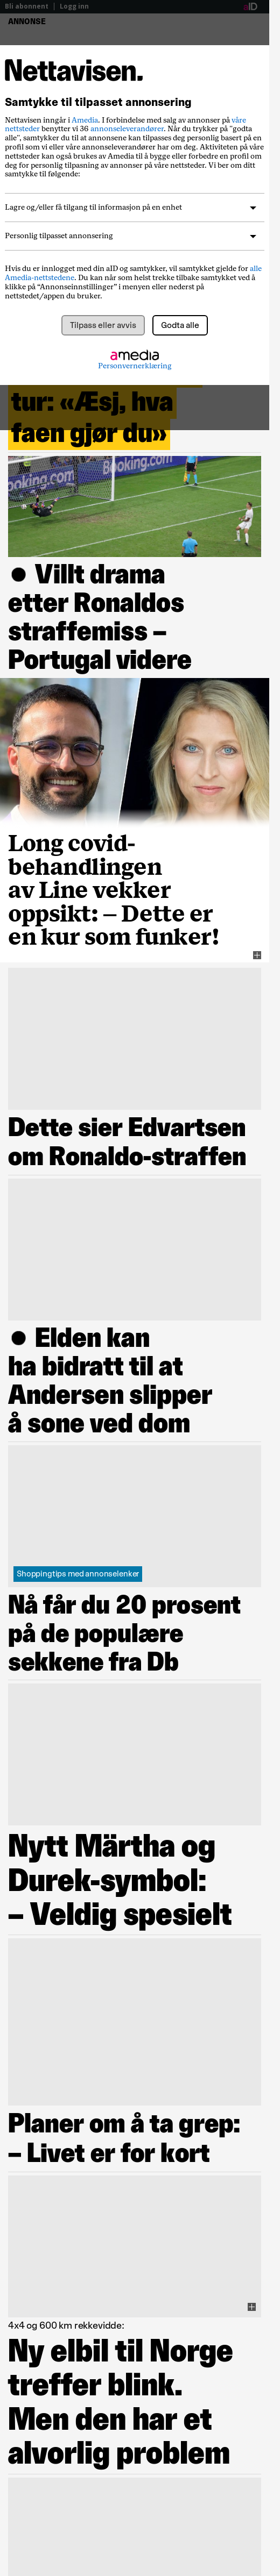 Bli abonnent | Logg inn
aID
ANNONSE
Nettavisen.
Samtykke til tilpasset annonsering
Nettavisen inngår i Amedia. I forbindelse med salg av annonser på våre
nettsteder benytter vi 36 annonseleverandører. Når du trykker på "godta
alle", samtykker du til at annonsene kan tilpasses deg personlig basert på en
profil som vi eller våre annonseleverandører har om deg. Aktiviteten på våre
nettsteder kan også brukes av Amedia til å bygge eller forbedre en profil om
deg for personlig tilpasning av annonser på våre nettsteder. Vi ber om ditt
samtykke til følgende:
Lagre og/eller få tilgang til informasjon på en enhet
Personlig tilpasset annonsering
Hvis du er innlogget med din aID og samtykker, vil samtykket gjelde for alle
Amedia-nettstedene. Du kan når som helst trekke tilbake samtykket ved å
klikke på “Annonseinnstillinger” i menyen eller nederst på
nettstedet/appen du bruker.
Tilpass eller avvis
Godta alle
amedia
Personvernerklæring
tur: «Æsj, hva
faen gjør du»
Booking.com
Booking.com
● Villt drama
etter Ronaldos
straffemiss –
Portugal videre
Long covid-
behandlingen
av Line vekker
oppsikt: – Dette er
en kur som funker!
Dette sier Edvartsen
om Ronaldo-straffen
● Elden kan
ha bidratt til at
Andersen slipper
å sone ved dom
Shoppingtips med annonselenker
Nå får du 20 prosent
på de populære
sekkene fra Db
Nytt Märtha og
Durek-symbol:
– Veldig spesielt
Planer om å ta grep:
– Livet er for kort
4x4 og 600 km rekkevidde:
Ny elbil til Norge
treffer blink.
Men den har et
alvorlig problem